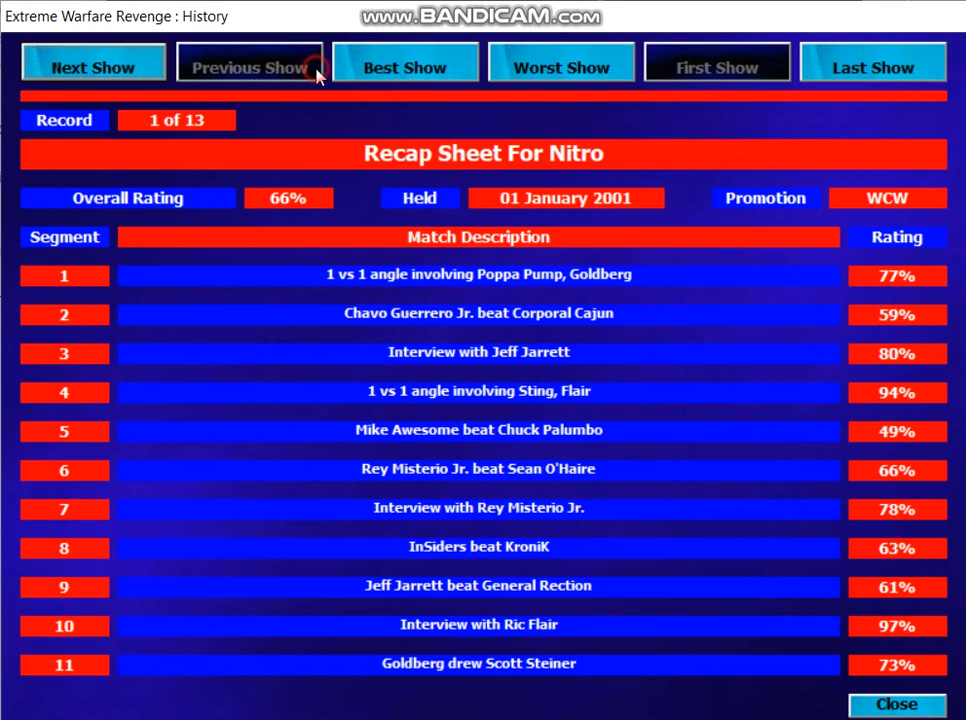 Extreme Warfare Revenge : History
www.BANDICAM.com
Next Show Previous Show Best Show Worst Show First Show Last Show
Record 1 of 13
Recap Sheet For Nitro
Overall Rating 66% Held 01 January 2001 Promotion WCW
Segment Match Description Rating
1 1 vs 1 angle involving Poppa Pump, Goldberg 77%
2 Chavo Guerrero Jr. beat Corporal Cajun 59%
3 Interview with Jeff Jarrett 80%
4 1 vs 1 angle involving Sting, Flair 94%
5 Mike Awesome beat Chuck Palumbo 49%
6 Rey Misterio Jr. beat Sean O'Haire 66%
7 Interview with Rey Misterio Jr. 78%
8 InSiders beat KroniK 63%
9 Jeff Jarrett beat General Rection 61%
10 Interview with Ric Flair 97%
11 Goldberg drew Scott Steiner 73%
Close